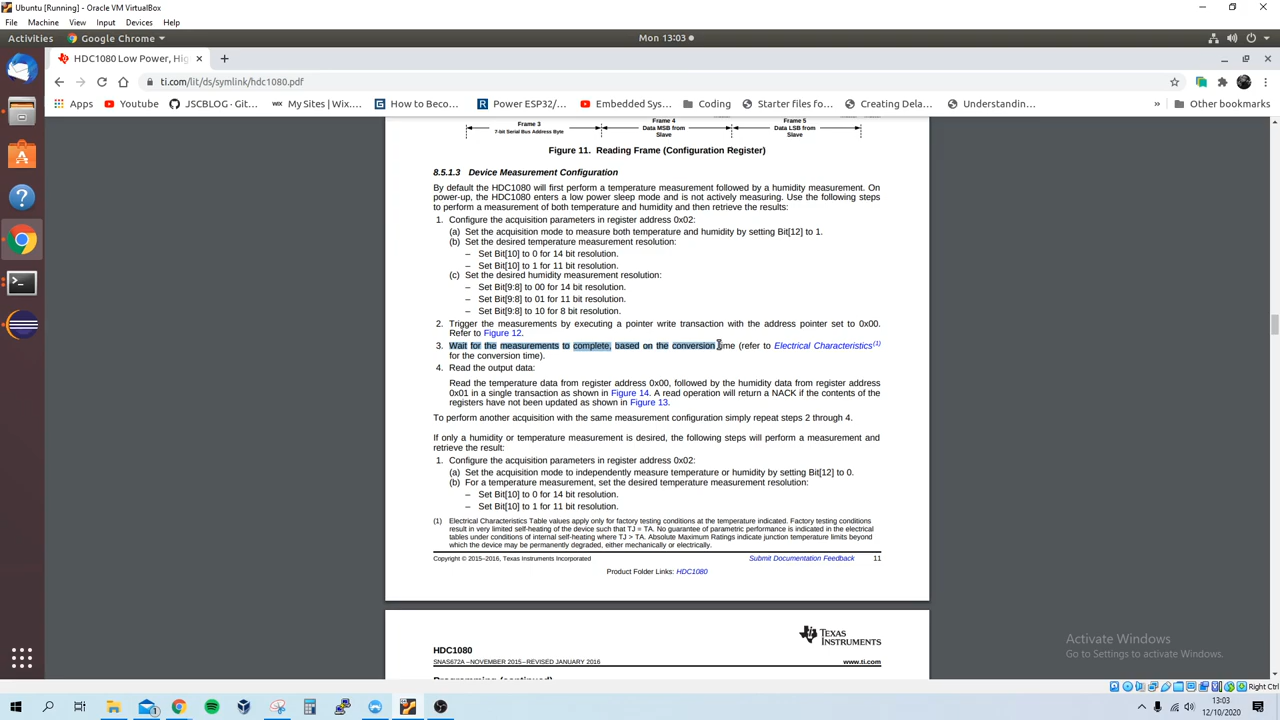 Ubuntu [Running] - Oracle VM VirtualBox
File Machine View Input Devices Help
Activities Google Chrome Mon 13:03
HDC1080 Low Power, Hig
ti.com/lit/ds/symlink/hdc1080.pdf
Apps Youtube JSCBLOG - Git... My Sites | Wix.... How to Beco... Power ESP32/... Embedded Sys... Coding Starter files fo... Creating Dela... Understandin... » Other bookmarks
Frame 3
7-bit Serial Bus Address Byte
Frame 4
Data MSB from
Slave
Frame 5
Data LSB from
Slave
Figure 11. Reading Frame (Configuration Register)
8.5.1.3 Device Measurement Configuration
By default the HDC1080 will first perform a temperature measurement followed by a humidity measurement. On
power-up, the HDC1080 enters a low power sleep mode and is not actively measuring. Use the following steps
to perform a measurement of both temperature and humidity and then retrieve the results:
1. Configure the acquisition parameters in register address 0x02:
(a) Set the acquisition mode to measure both temperature and humidity by setting Bit[12] to 1.
(b) Set the desired temperature measurement resolution:
– Set Bit[10] to 0 for 14 bit resolution.
– Set Bit[10] to 1 for 11 bit resolution.
(c) Set the desired humidity measurement resolution:
– Set Bit[9:8] to 00 for 14 bit resolution.
– Set Bit[9:8] to 01 for 11 bit resolution.
– Set Bit[9:8] to 10 for 8 bit resolution.
2. Trigger the measurements by executing a pointer write transaction with the address pointer set to 0x00.
Refer to Figure 12.
3. Wait for the measurements to complete, based on the conversion time (refer to Electrical Characteristics(1)
for the conversion time).
4. Read the output data:
Read the temperature data from register address 0x00, followed by the humidity data from register address
0x01 in a single transaction as shown in Figure 14. A read operation will return a NACK if the contents of the
registers have not been updated as shown in Figure 13.
To perform another acquisition with the same measurement configuration simply repeat steps 2 through 4.
If only a humidity or temperature measurement is desired, the following steps will perform a measurement and
retrieve the result:
1. Configure the acquisition parameters in register address 0x02:
(a) Set the acquisition mode to independently measure temperature or humidity by setting Bit[12] to 0.
(b) For a temperature measurement, set the desired temperature measurement resolution:
– Set Bit[10] to 0 for 14 bit resolution.
– Set Bit[10] to 1 for 11 bit resolution.
(1) Electrical Characteristics Table values apply only for factory testing conditions at the temperature indicated. Factory testing conditions
result in very limited self-heating of the device such that TJ = TA. No guarantee of parametric performance is indicated in the electrical
tables under conditions of internal self-heating where TJ > TA. Absolute Maximum Ratings indicate junction temperature limits beyond
which the device may be permanently degraded, either mechanically or electrically.
Copyright © 2015–2016, Texas Instruments Incorporated Submit Documentation Feedback 11
Product Folder Links: HDC1080
TEXAS
INSTRUMENTS
HDC1080
SNAS672A –NOVEMBER 2015–REVISED JANUARY 2016 www.ti.com
Programming (continued)
Activate Windows
Go to Settings to activate Windows.
Right Ctrl
13:03
12/10/2020